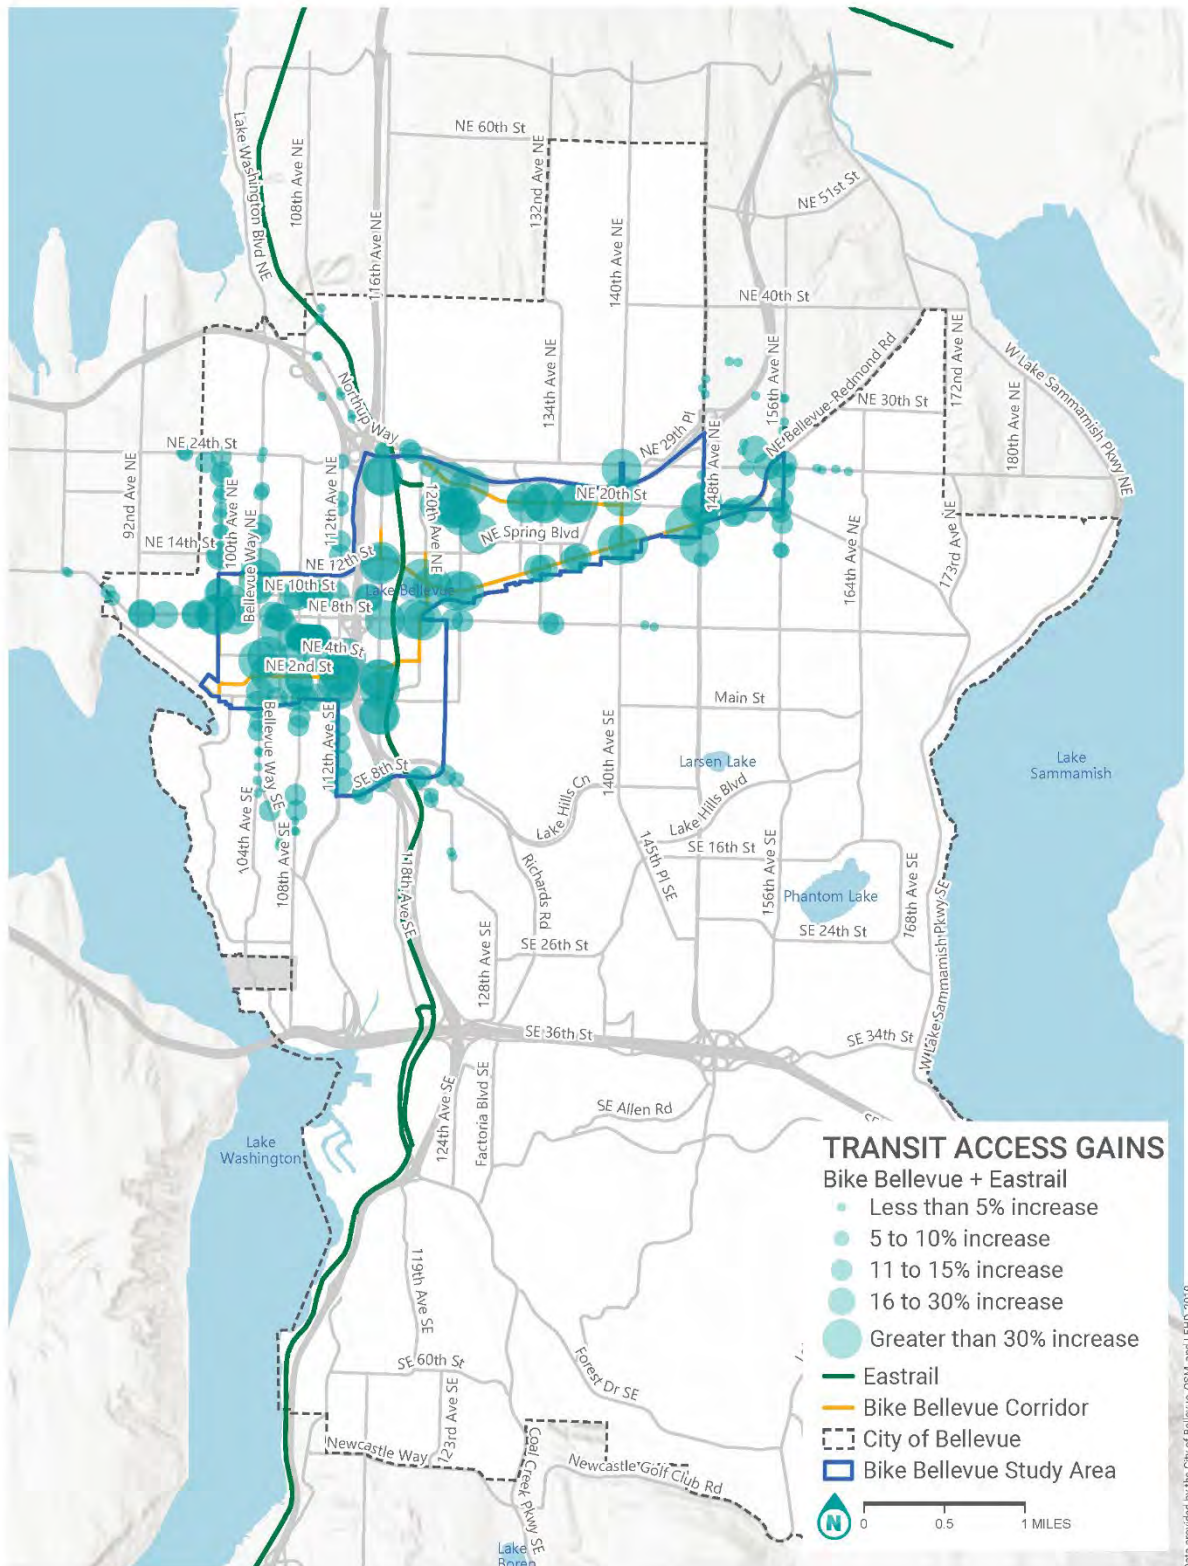 NE 60th St
Lake Washington Blvd NE
108th Ave NE
116th Ave NE
132nd Ave NE
140th Ave NE
NE 51st St
NE 40th St
W Lake Sammamish Pkwy NE
172nd Ave NE
156th Ave NE
NE Bellevue-Redmond Rd
NE 30th St
180th Ave NE
134th Ave NE
Northup Way
NE 29th Pl
148th Ave NE
NE 24th St
92nd Ave NE
100th Ave NE
112th Ave NE
120th Ave NE
NE 20th St
NE Spring Blvd
Bellevue Way NE
NE 14th St
NE 12th St
NE 10th St
Lake Bellevue
NE 8th St
164th Ave NE
173rd Ave NE
NE 4th St
NE 2nd St
Main St
Bellevue Way SE
112th Ave SE
SE 8th St
140th Ave SE
Larsen Lake
Lake
Sammamish
Lake Hills Cn
Lake Hills Blvd
104th Ave SE
108th Ave SE
118th Ave SE
Richards Rd
145th Pl SE
SE 16th St
156th Ave SE
Phantom Lake
168th Ave SE
SE 24th St
W Lake Sammamish Pkwy SE
128th Ave SE
SE 26th St
SE 36th St
SE 34th St
124th Ave SE
Factoria Blvd SE
SE Allen Rd
SE
Lake
Washington
119th Ave SE
SE 60th St
123rd Ave SE
Forest Dr SE
Newcastle Way
Coal Creek Pkwy SE
Newcastle Golf Club Rd
Lake
Boren
TRANSIT ACCESS GAINS
Bike Bellevue + Eastrail
Less than 5% increase
5 to 10% increase
11 to 15% increase
16 to 30% increase
Greater than 30% increase
Eastrail
Bike Bellevue Corridor
City of Bellevue
Bike Bellevue Study Area
N
0 0.5 1 MILES
provided by the City of Bellevue, OSM, and LEHD 2019